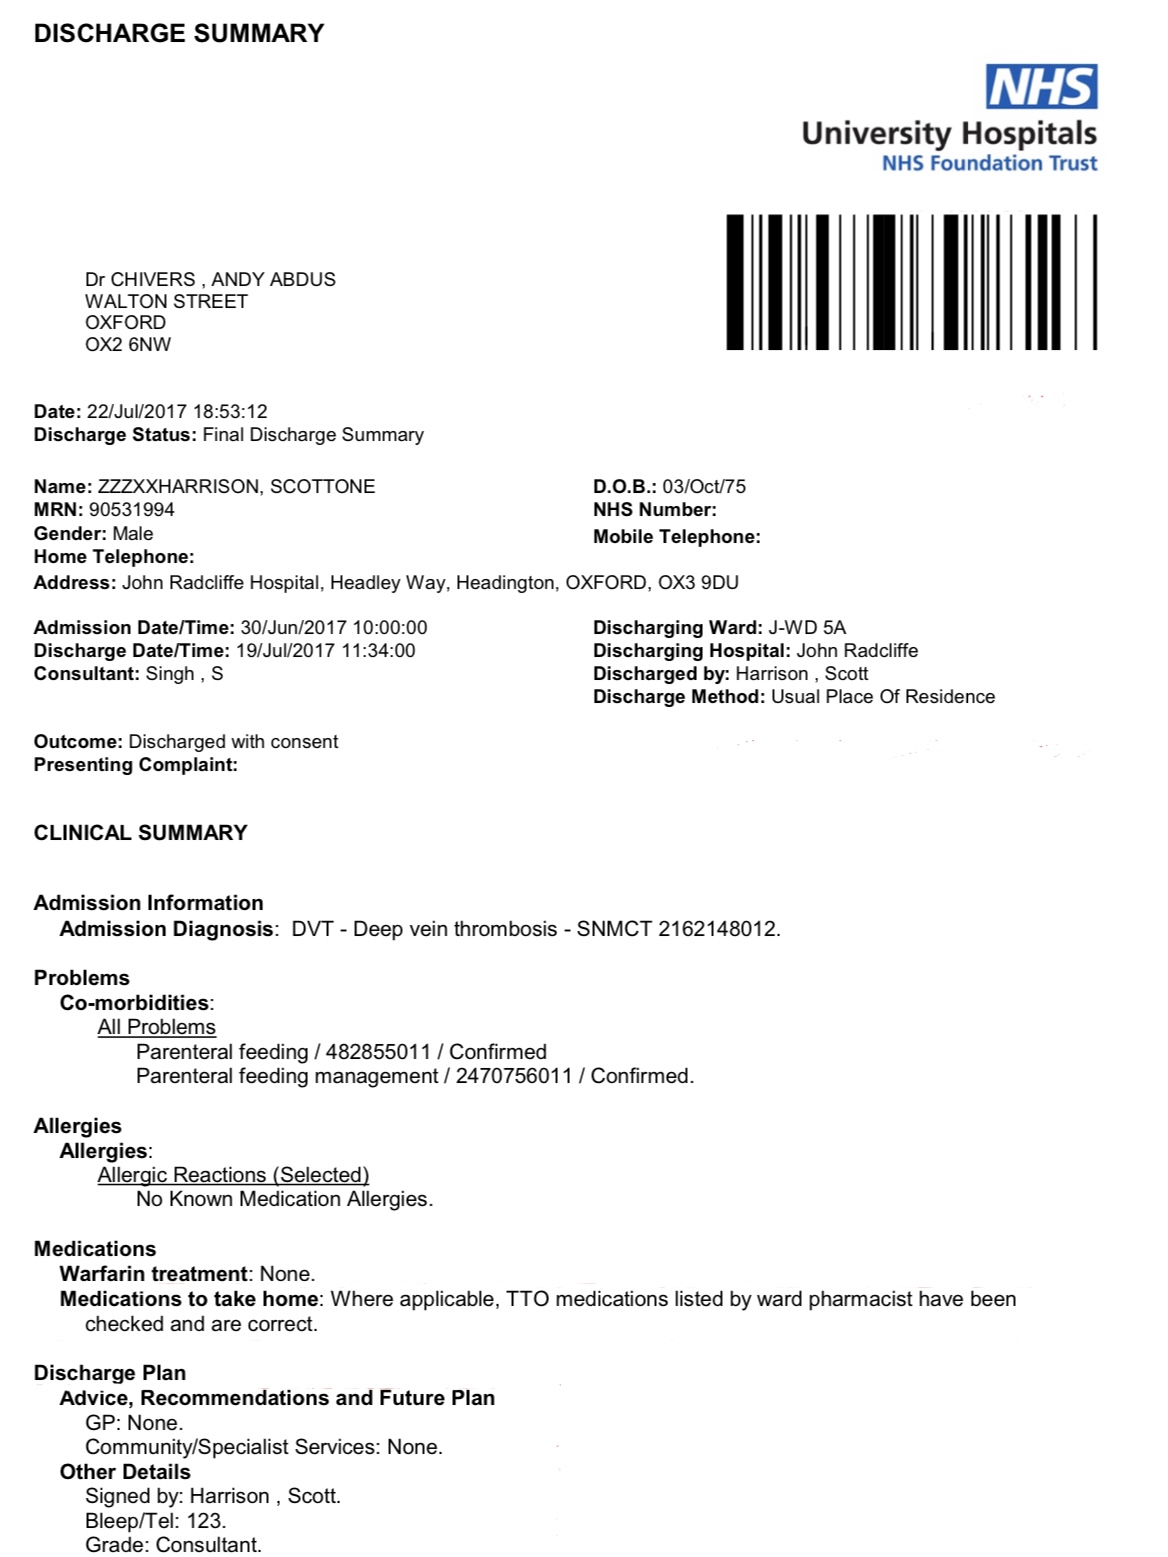 DISCHARGE SUMMARY
NHS
University Hospitals
NHS Foundation Trust
Dr CHIVERS , ANDY ABDUS
WALTON STREET
OXFORD
OX2 6NW
Date: 22/Jul/2017 18:53:12
Discharge Status: Final Discharge Summary
Name: ZZZXXHARRISON, SCOTTONE
D.O.B.: 03/Oct/75
MRN: 90531994
NHS Number:
Gender: Male
Mobile Telephone:
Home Telephone:
Address: John Radcliffe Hospital, Headley Way, Headington, OXFORD, OX3 9DU
Admission Date/Time: 30/Jun/2017 10:00:00
Discharging Ward: J-WD 5A
Discharge Date/Time: 19/Jul/2017 11:34:00
Discharging Hospital: John Radcliffe
Consultant: Singh , S
Discharged by: Harrison , Scott
Discharge Method: Usual Place Of Residence
Outcome: Discharged with consent
Presenting Complaint:
CLINICAL SUMMARY
Admission Information
Admission Diagnosis: DVT - Deep vein thrombosis - SNMCT 2162148012.
Problems
Co-morbidities:
All Problems
Parenteral feeding / 482855011 / Confirmed
Parenteral feeding management / 2470756011 / Confirmed.
Allergies
Allergies:
Allergic Reactions (Selected)
No Known Medication Allergies.
Medications
Warfarin treatment: None.
Medications to take home: Where applicable, TTO medications listed by ward pharmacist have been
checked and are correct.
Discharge Plan
Advice, Recommendations and Future Plan
GP: None.
Community/Specialist Services: None.
Other Details
Signed by: Harrison , Scott.
Bleep/Tel: 123.
Grade: Consultant.